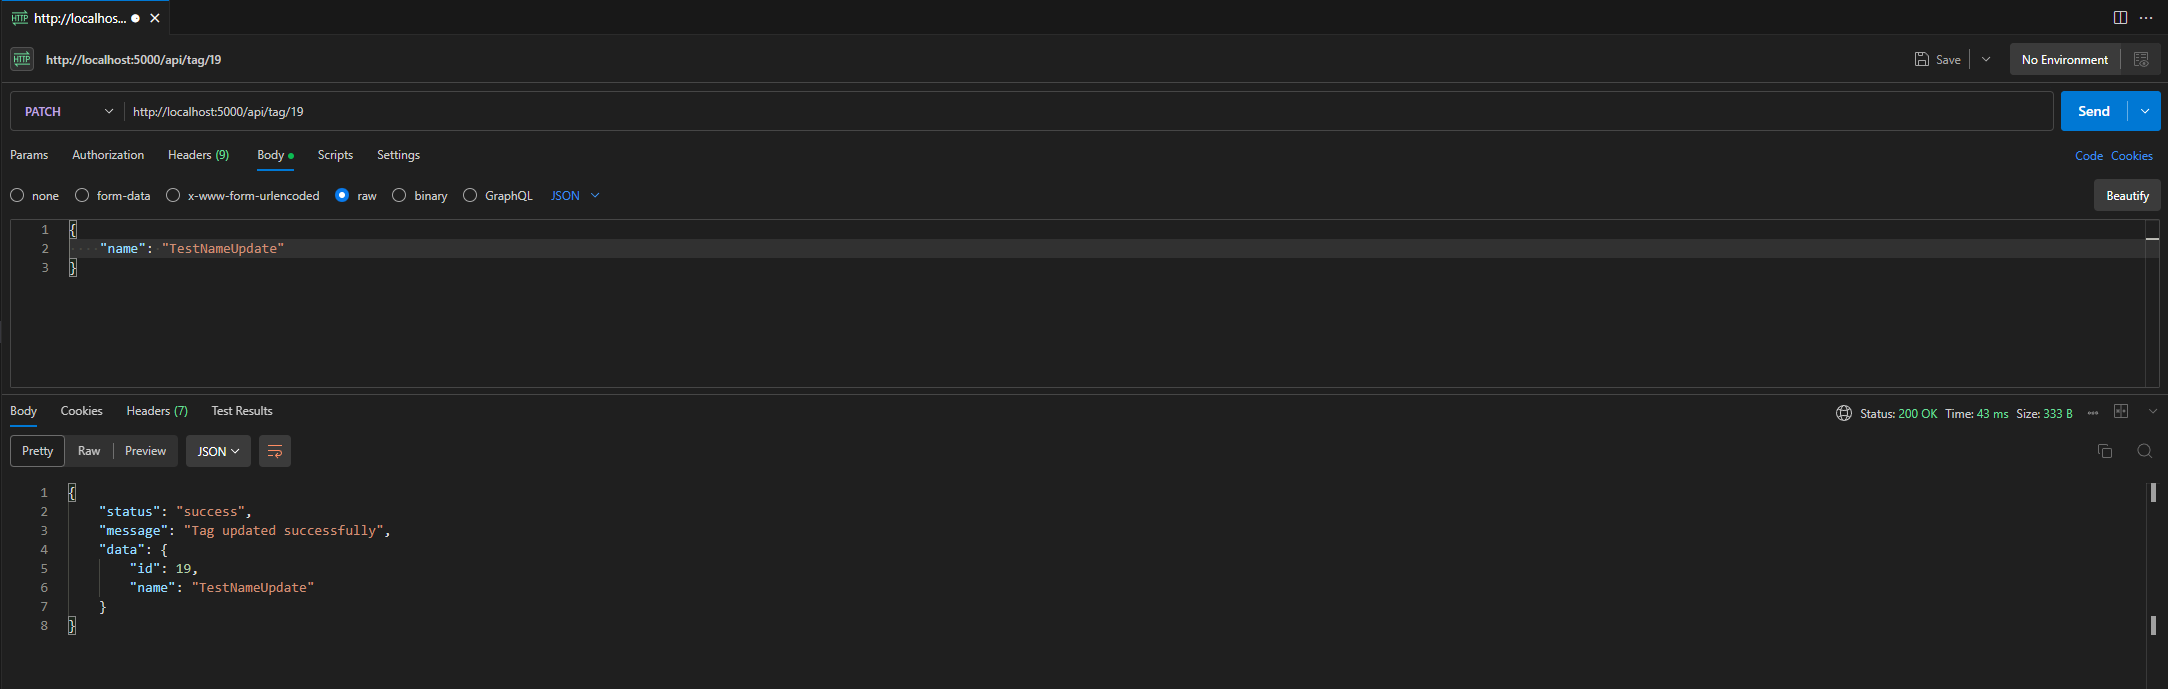 HTTP http://localhos...
HTTP http://localhost:5000/api/tag/19 Save No Environment
PATCH http://localhost:5000/api/tag/19 Send
Params Authorization Headers (9) Body Scripts Settings Code Cookies
none form-data x-www-form-urlencoded raw binary GraphQL JSON Beautify
1 {
2 "name": "TestNameUpdate"
3 }
Body Cookies Headers (7) Test Results Status: 200 OK Time: 43 ms Size: 333 B
Pretty Raw Preview JSON
1 {
2 "status": "success",
3 "message": "Tag updated successfully",
4 "data": {
5 "id": 19,
6 "name": "TestNameUpdate"
7 }
8 }